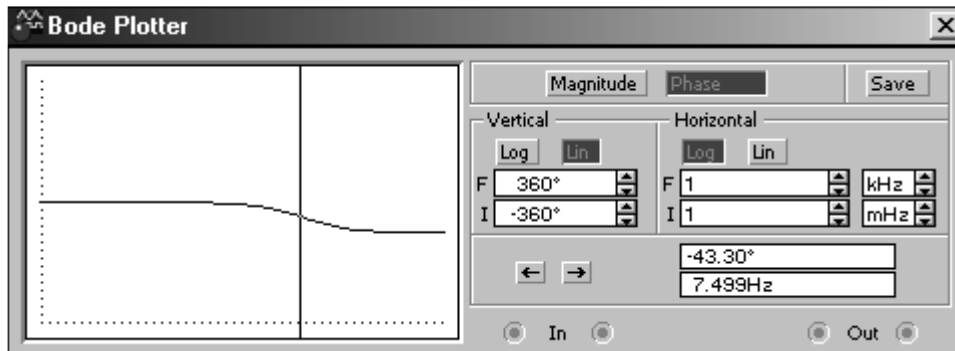 Bode Plotter
Magnitude Phase Save
Vertical Horizontal
Log Lin Log Lin
F 360° F 1 kHz
I -360° I 1 mHz
← →
-43.30°
7.499Hz
In Out